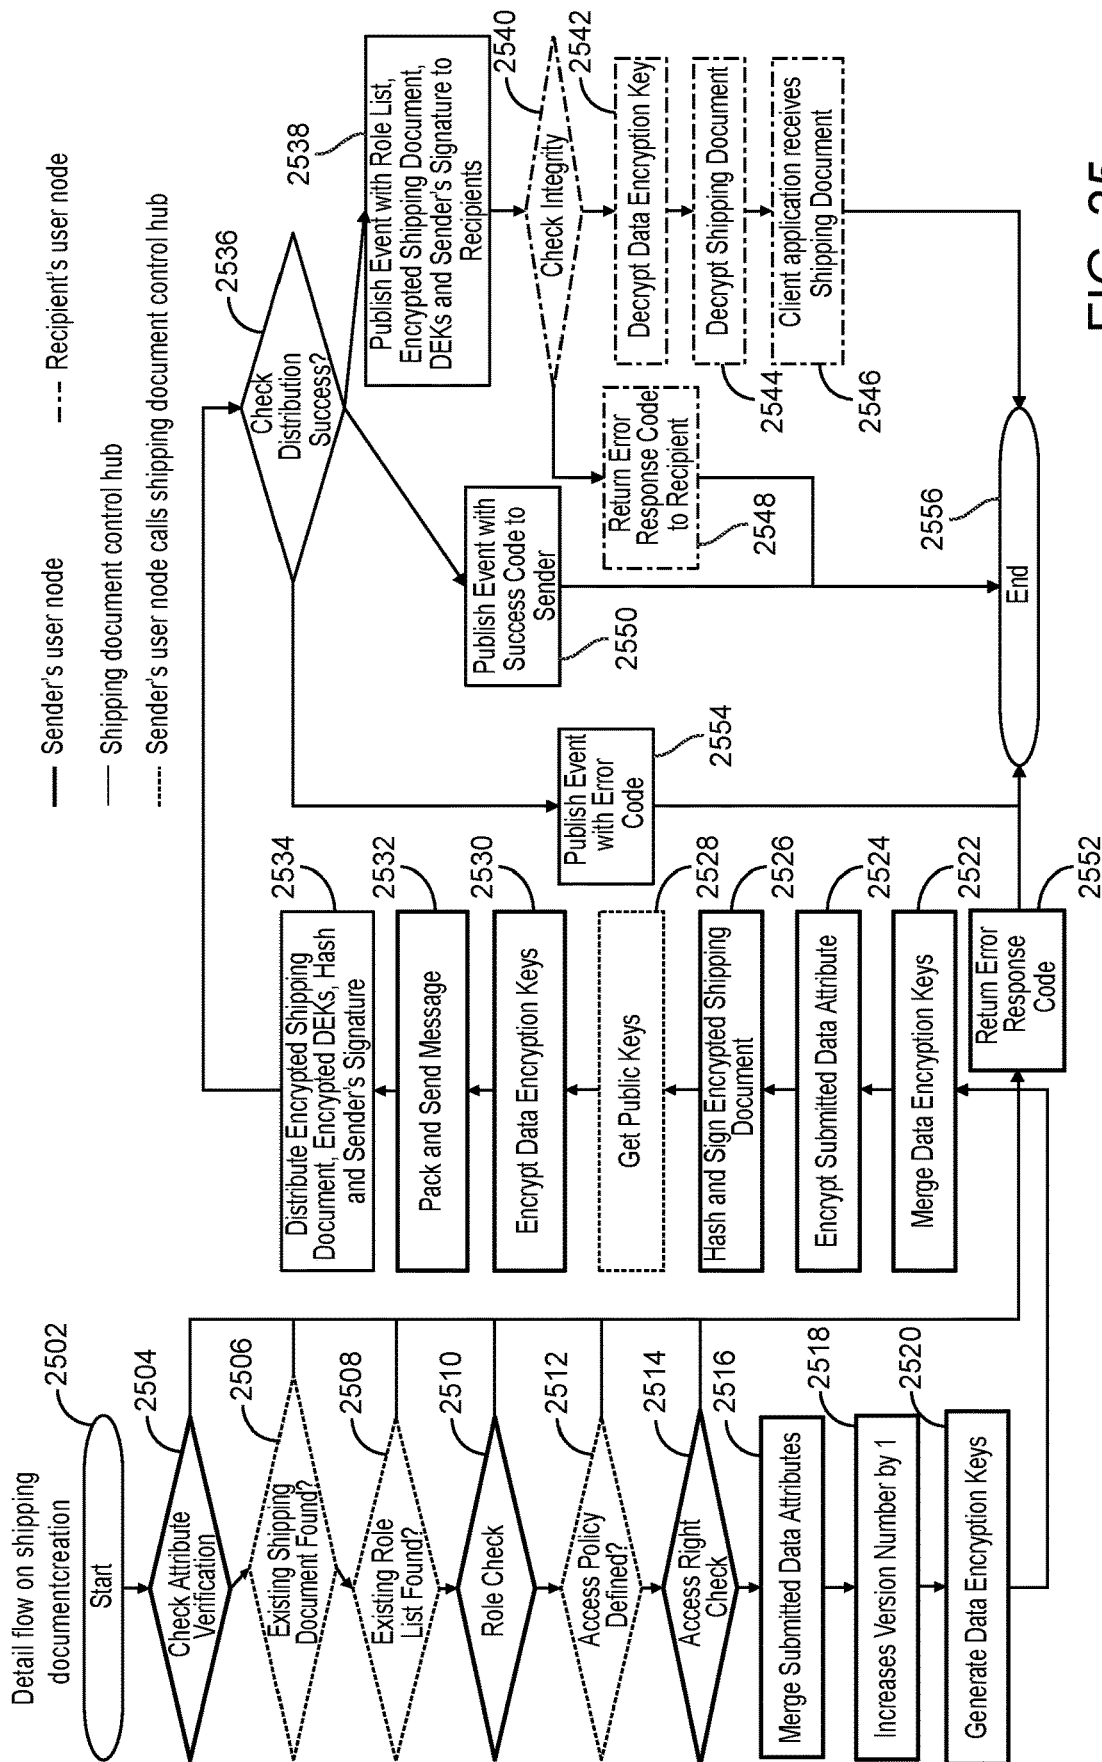 Detail flow on shipping
documentcreation
Sender's user node
Recipient's user node
Shipping document control hub
Sender's user node calls shipping document control hub
Start
2502
Check Attribute
Verification
2504
Existing Shipping
Document Found?
2506
Existing Role
List Found?
2508
Role Check
2510
Access Policy
Defined?
2512
Access Right
Check
2514
Merge Submitted Data Attributes
2516
Increases Version Number by 1
2518
Generate Data Encryption Keys
2520
Distribute Encrypted Shipping
Document, Encrypted DEKs, Hash
and Sender's Signature
2534
Pack and Send Message
2532
Encrypt Data Encryption Keys
2530
Get Public Keys
2528
Hash and Sign Encrypted Shipping
Document
2526
Encrypt Submitted Data Attribute
2524
Merge Data Encryption Keys
2522
Return Error
Response
Code
2552
Publish Event
with Error
Code
2554
Check
Distribution
Success?
2536
Publish Event with
Success Code to
Sender
2550
Publish Event with Role List,
Encrypted Shipping Document,
DEKs and Sender's Signature to
Recipients
2538
Check Integrity
2540
Decrypt Data Encryption Key
2542
Decrypt Shipping Document
2544
Client application receives
Shipping Document
2546
Return Error
Response Code
to Recipient
2548
End
2556